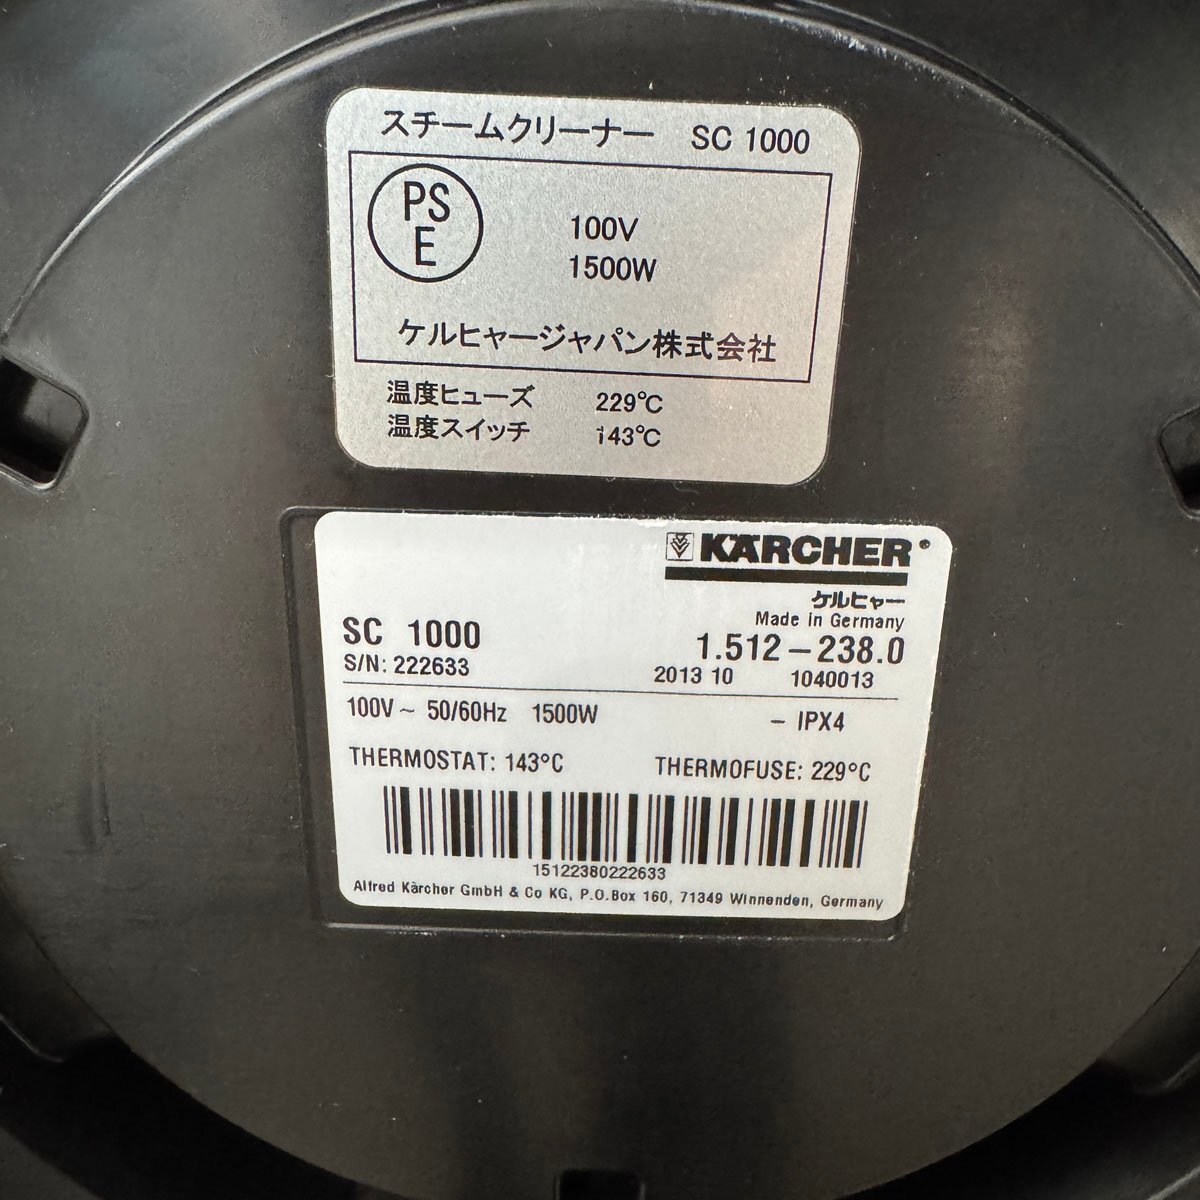 スチームクリーナー SC 1000
PS
E
100V
1500W
ケルヒャージャパン株式会社
温度ヒューズ 229℃
温度スイッチ 143℃
KÄRCHER
ケルヒャー
Made in Germany
SC 1000
1.512-238.0
S/N: 222633
2013 10 1040013
100V~ 50/60Hz 1500W - IPX4
THERMOSTAT: 143°C THERMOFUSE: 229°C
15122380222633
Alfred Kärcher GmbH & Co KG, P.O.Box 160, 71349 Winnenden, Germany